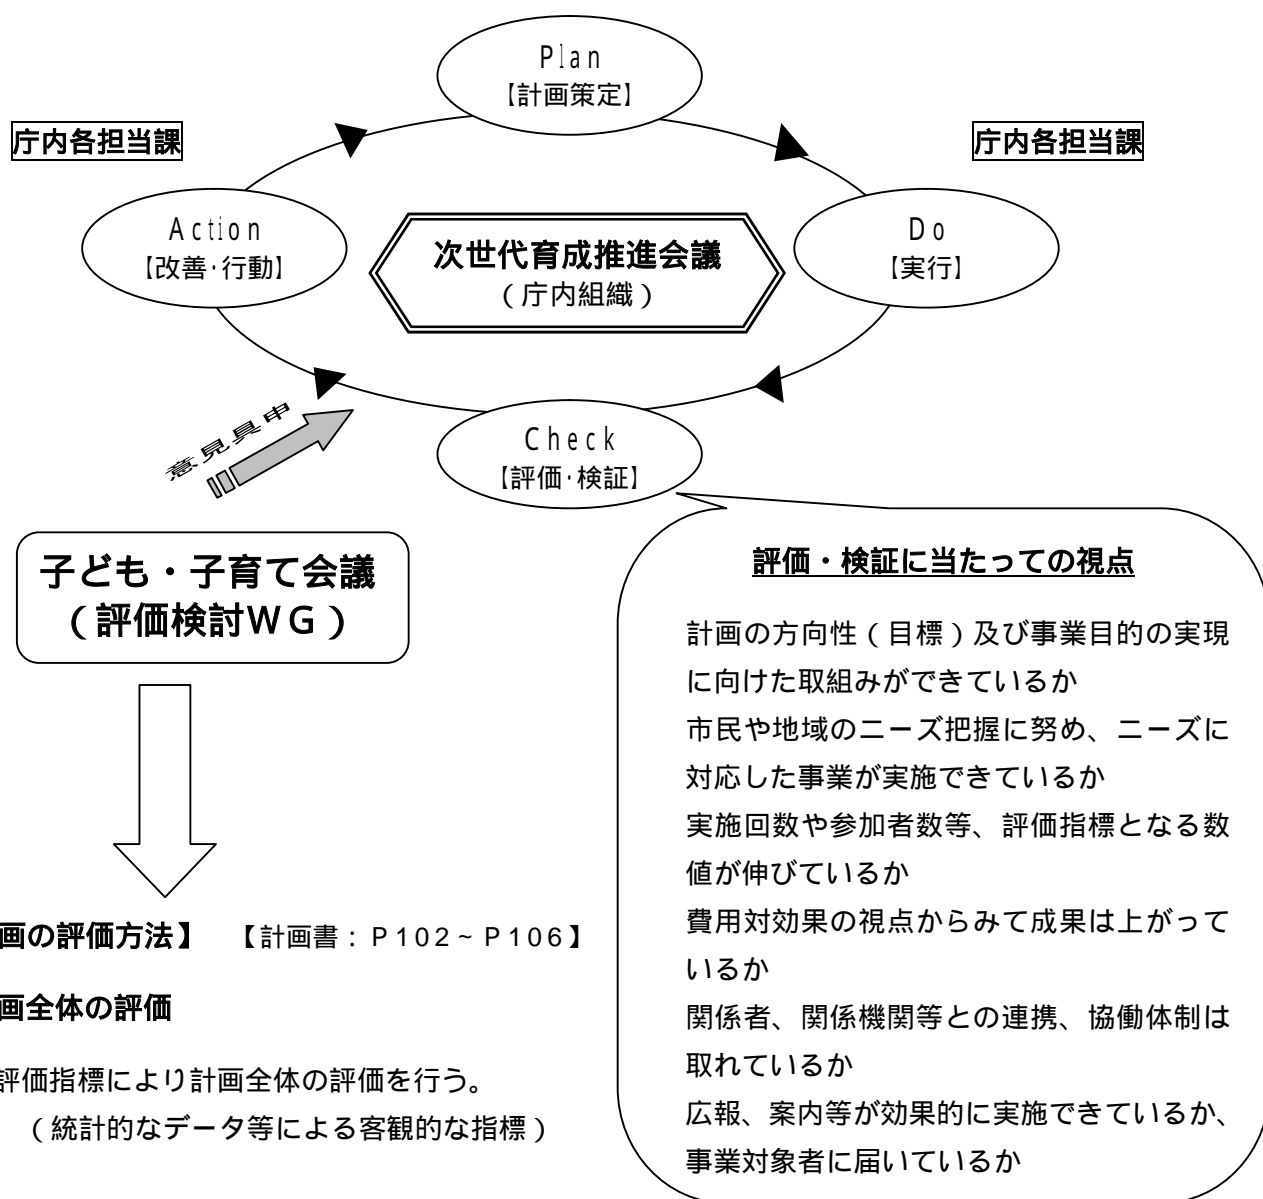 Plan
【計画策定】
庁内各担当課
庁内各担当課
Action
【改善・行動】
次世代育成推進会議
（庁内組織）
Do
【実行】
意見具申
Check
【評価・検証】
子ども・子育て会議
（評価検討ＷＧ）
評価・検証に当たっての視点
計画の方向性（目標）及び事業目的の実現
に向けた取組みができているか
市民や地域のニーズ把握に努め、ニーズに
対応した事業が実施できているか
実施回数や参加者数等、評価指標となる数
値が伸びているか
費用対効果の視点からみて成果は上がって
いるか
関係者、関係機関等との連携、協働体制は
取れているか
広報、案内等が効果的に実施できているか、
事業対象者に届いているか
画の評価方法】 【計画書：Ｐ１０２～Ｐ１０６】
画全体の評価
評価指標により計画全体の評価を行う。
（統計的なデータ等による客観的な指標）